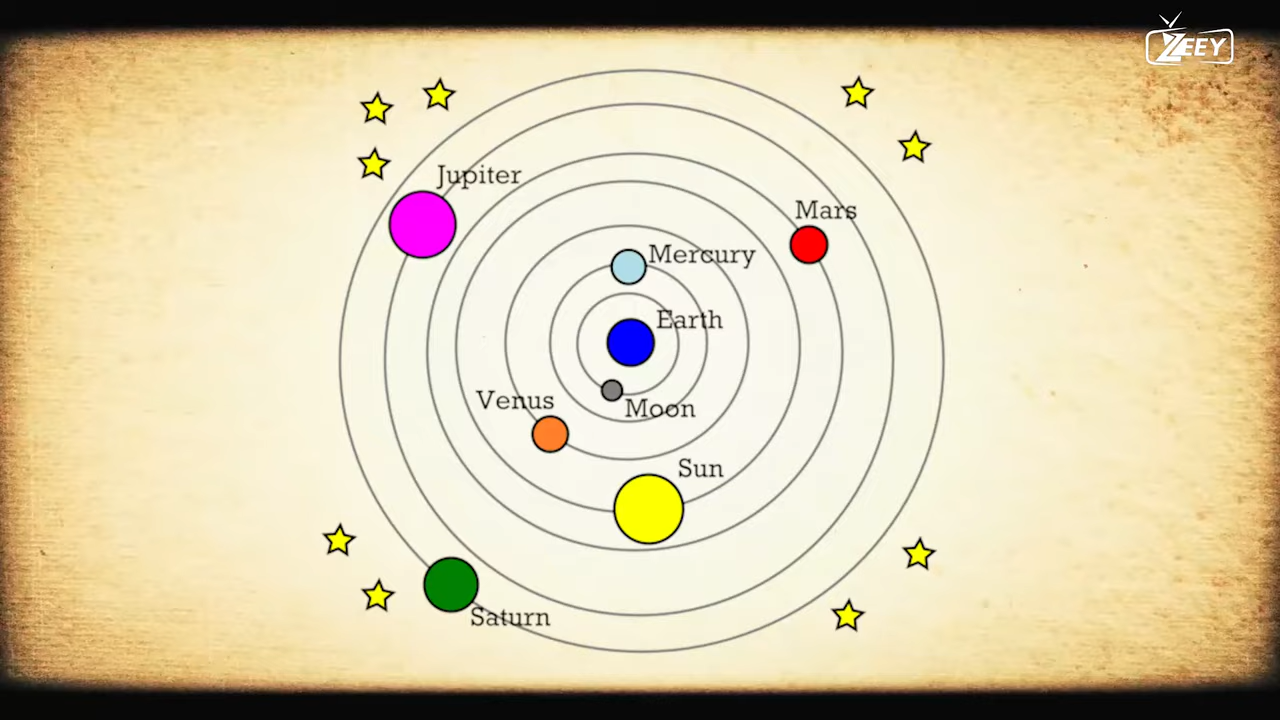 ZEEY
Jupiter
Mars
Mercury
Earth
Venus
Moon
Sun
Saturn